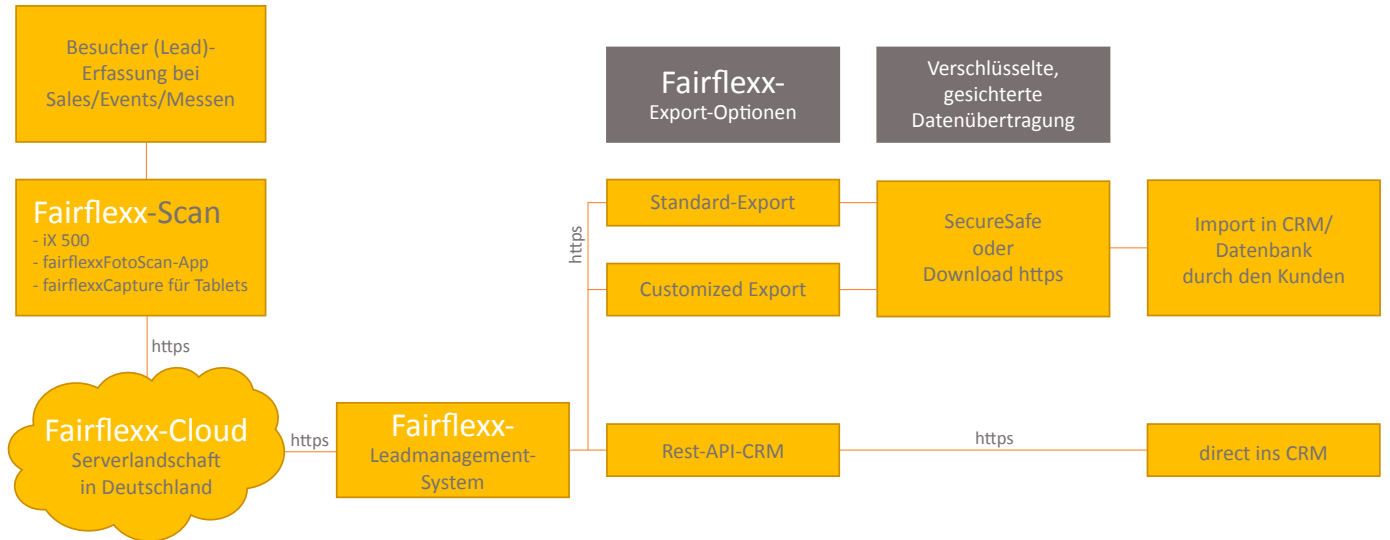 Besucher (Lead)-
Erfassung bei
Sales/Events/Messen
Fairflexx-
Export-Optionen
Verschlüsselte,
gesichterte
Datenübertragung
Fairflexx-Scan
- iX 500
- fairflexxFotoScan-App
- fairflexxCapture für Tablets
https
Standard-Export
Customized Export
SecureSafe
oder
Download https
Import in CRM/
Datenbank
durch den Kunden
https
Fairflexx-Cloud
Serverlandschaft
in Deutschland
https
Fairflexx-
Leadmanagement-
System
Rest-API-CRM
https
direct ins CRM